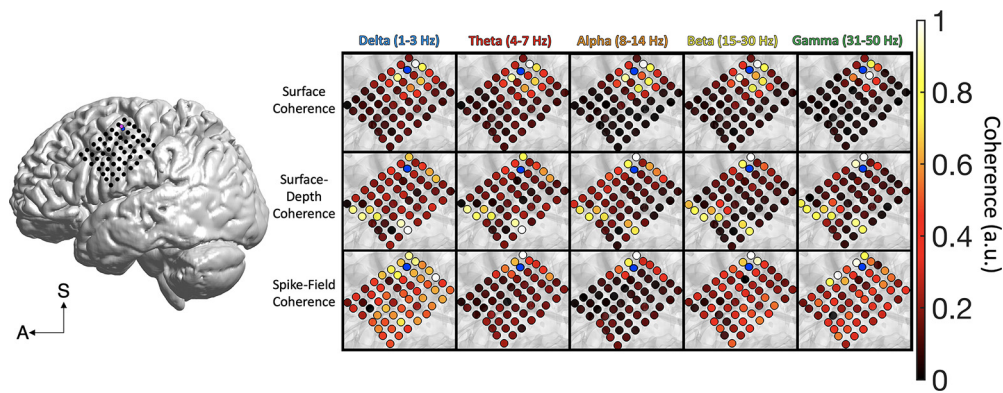 Delta (1-3 Hz) Theta (4-7 Hz) Alpha (8-14 Hz) Beta (15-30 Hz) Gamma (31-50 Hz)
Surface
Coherence
Surface-
Depth
Coherence
Spike-Field
Coherence
S
A
1
0.8
0.6
0.4
0.2
0
Coherence (a.u.)